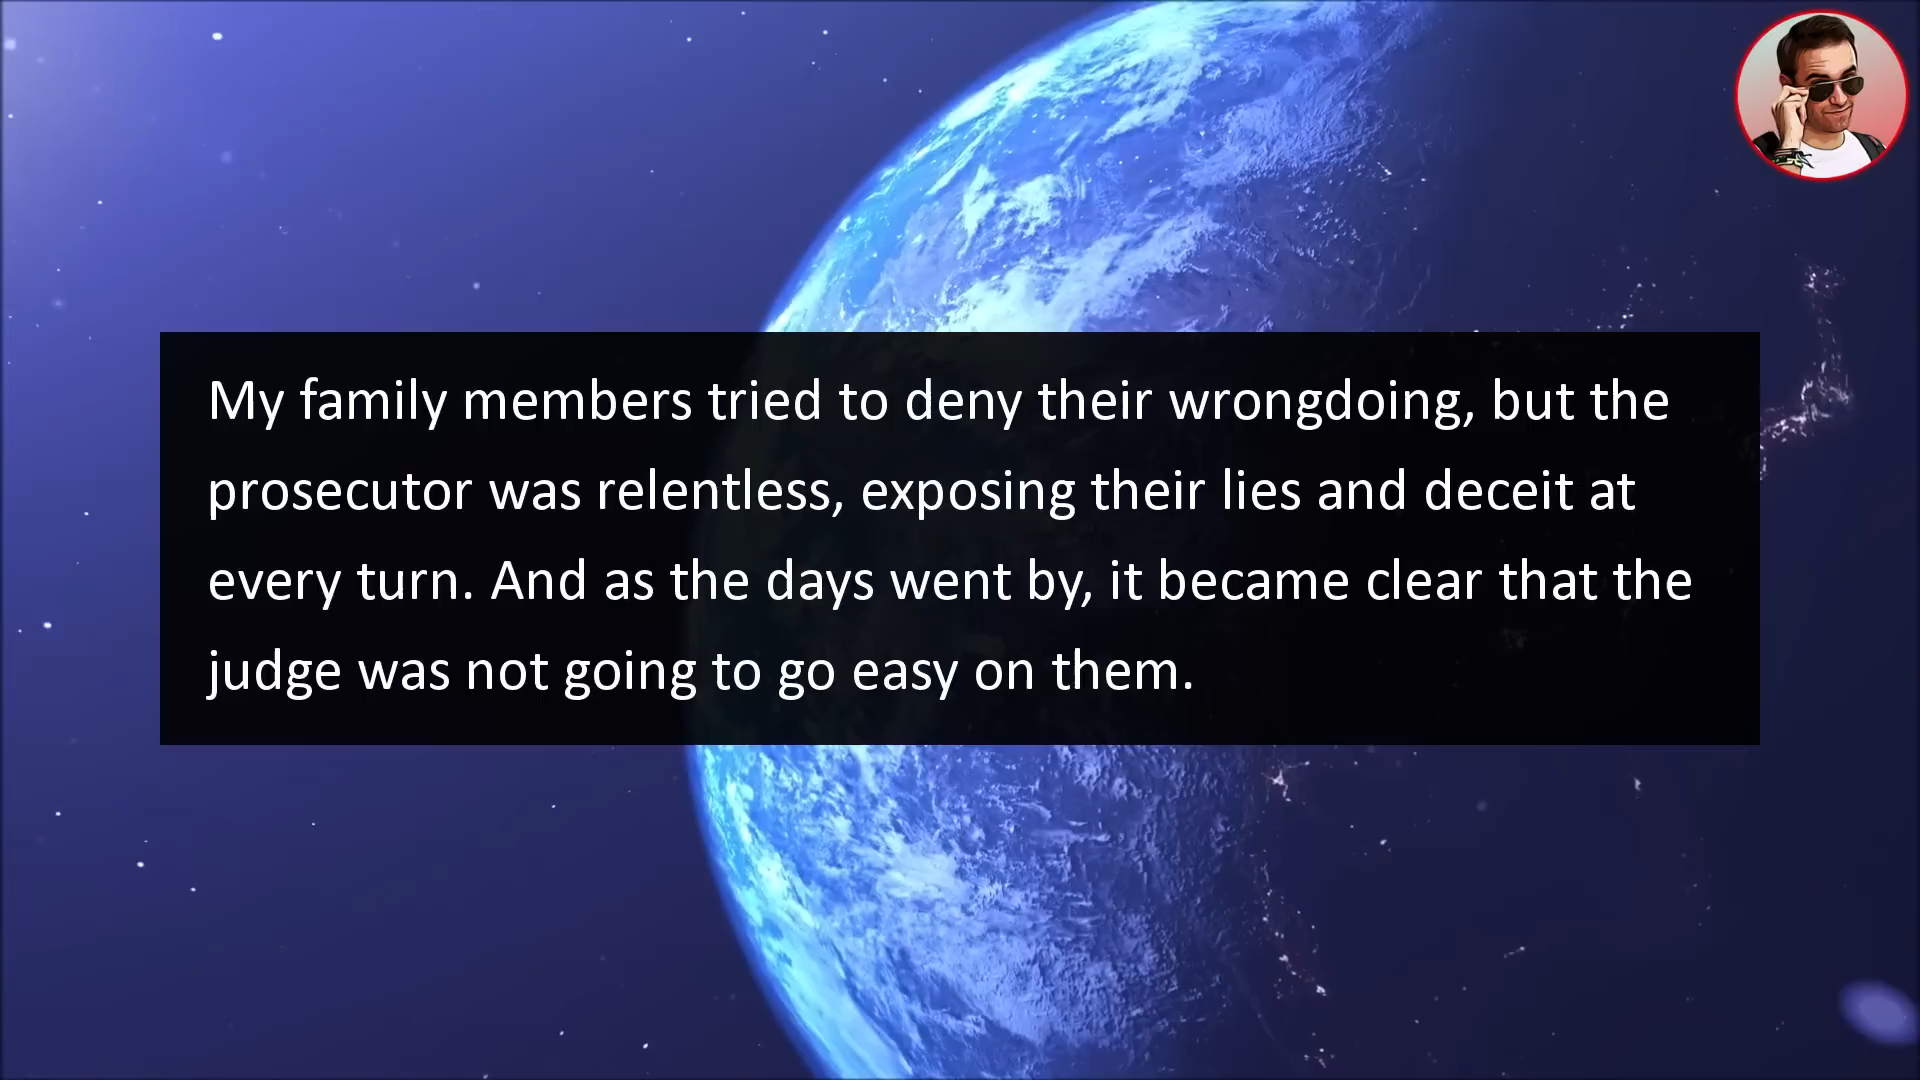 My family members tried to deny their wrongdoing, but the
prosecutor was relentless, exposing their lies and deceit at
every turn. And as the days went by, it became clear that the
judge was not going to go easy on them.